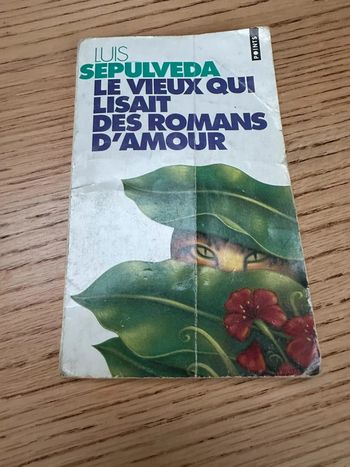 LUIS
SEPULVEDA
LE VIEUX QUI
LISAIT
DES ROMANS
D'AMOUR
POINTS